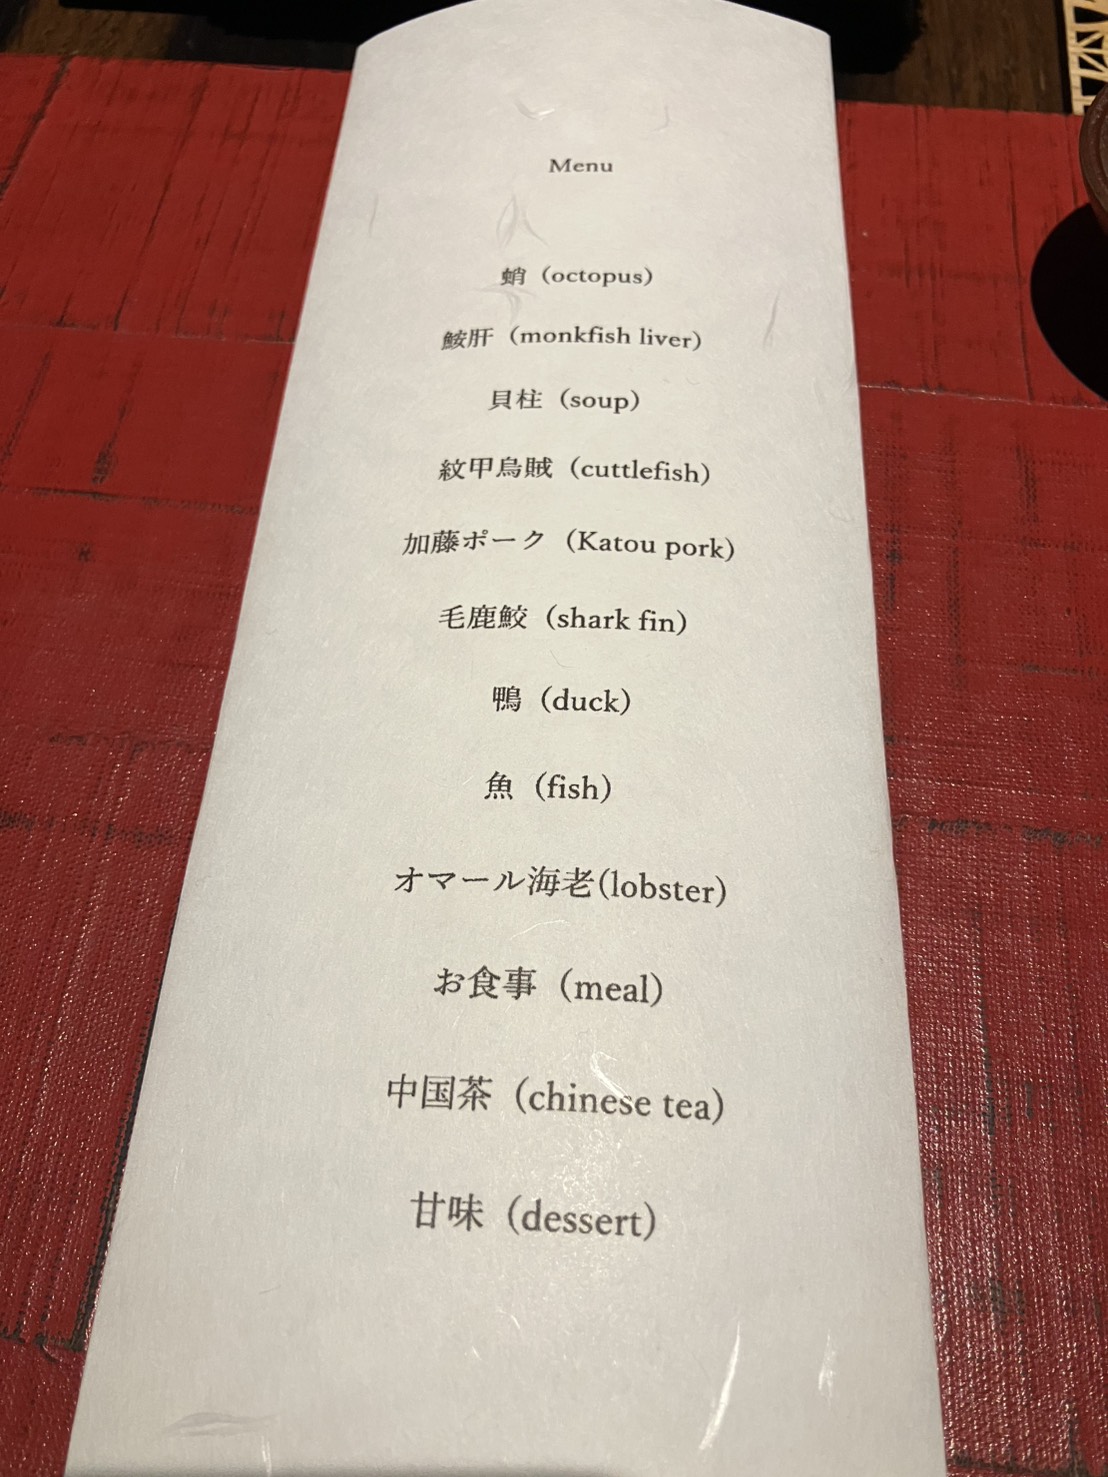 Menu
蛸（octopus）
鮟肝（monkfish liver）
貝柱（soup）
紋甲烏賊（cuttlefish）
加藤ポーク（Katou pork）
毛鹿鮫（shark fin）
鴨（duck）
魚（fish）
オマール海老(lobster)
お食事（meal）
中国茶（chinese tea）
甘味（dessert）